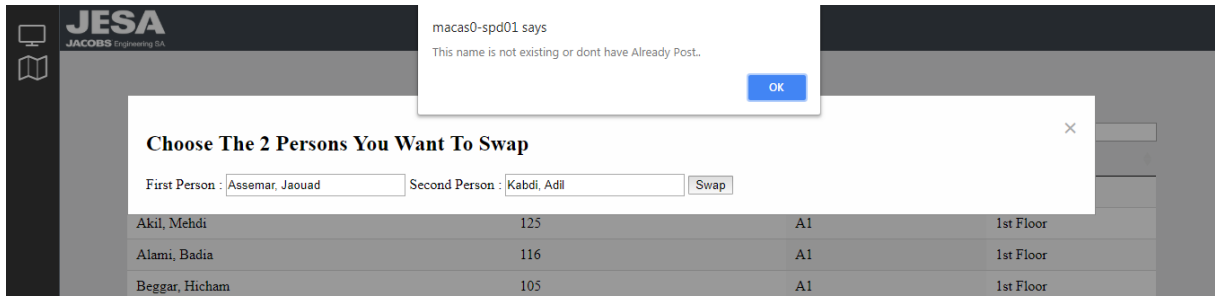 JESA
JACOBS Engineering SA
macas0-spd01 says
This name is not existing or dont have Already Post..
OK
×
Choose The 2 Persons You Want To Swap
First Person : Assemar, Jaouad Second Person : Kabdi, Adil Swap
Akil, Mehdi 125 A1 1st Floor
Alami, Badia 116 A1 1st Floor
Beggar, Hicham 105 A1 1st Floor